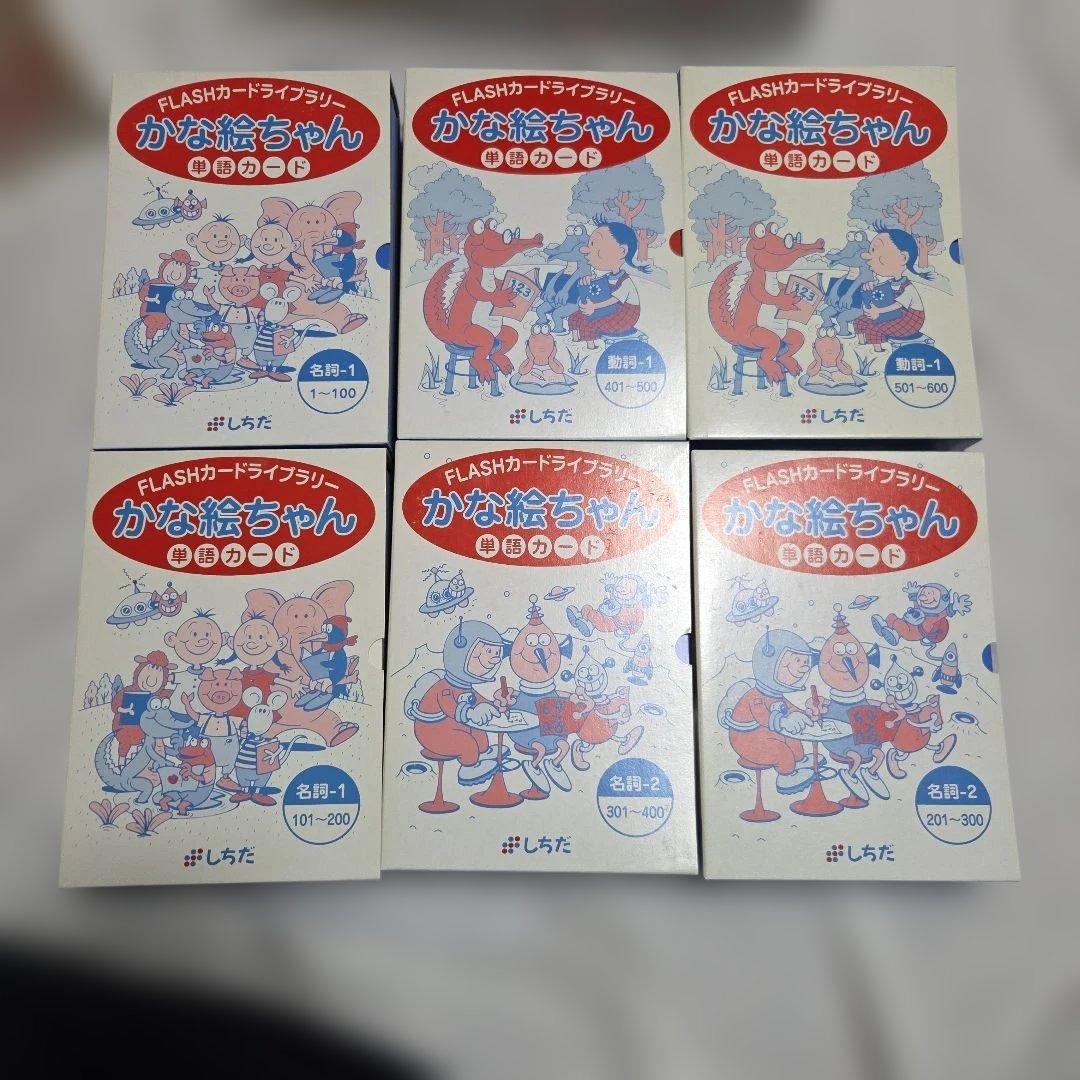 FLASHカードライブラリー
かな絵ちゃん
単語カード
名詞-1
1～100
しちだ
FLASHカードライブラリー
かな絵ちゃん
単語カード
123
動詞-1
401～500
しちだ
FLASHカードライブラリー
かな絵ちゃん
単語カード
123
動詞-1
501～600
しちだ
FLASHカードライブラリー
かな絵ちゃん
単語カード
名詞-1
101～200
しちだ
FLASHカードライブラリー
かな絵ちゃん
単語カード
名詞-2
301～400
しちだ
FLASHカードライブラリー
かな絵ちゃん
単語カード
名詞-2
201～300
しちだ